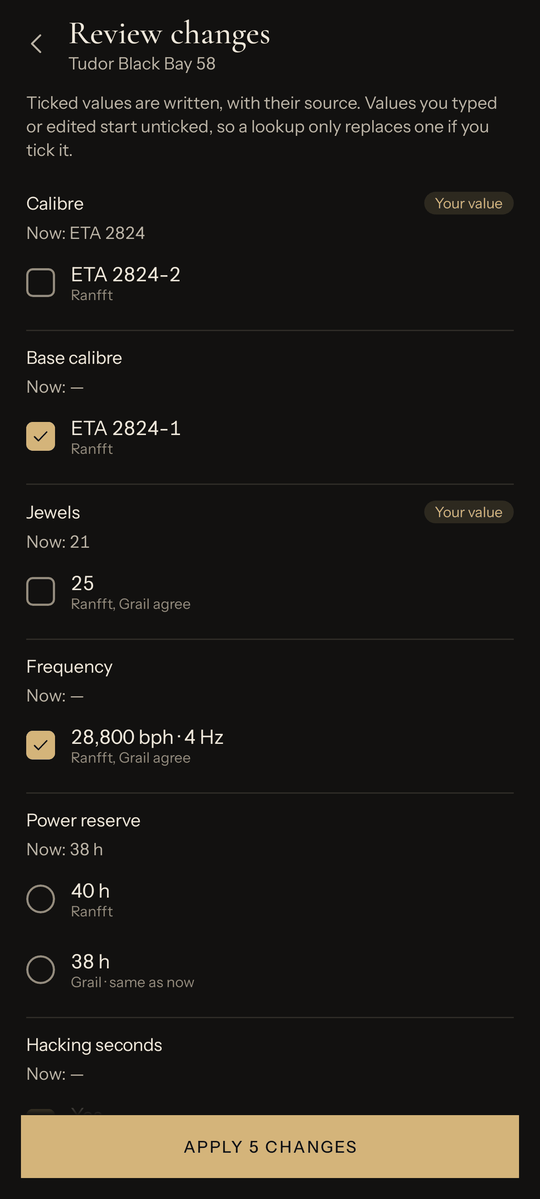 Review changes
Tudor Black Bay 58
Ticked values are written, with their source. Values you typed
or edited start unticked, so a lookup only replaces one if you
tick it.
Calibre
Your value
Now: ETA 2824
ETA 2824-2
Ranfft
Base calibre
Now: —
ETA 2824-1
Ranfft
Jewels
Your value
Now: 21
25
Ranfft, Grail agree
Frequency
Now: —
28,800 bph · 4 Hz
Ranfft, Grail agree
Power reserve
Now: 38 h
40 h
Ranfft
38 h
Grail · same as now
Hacking seconds
Now: —
APPLY 5 CHANGES